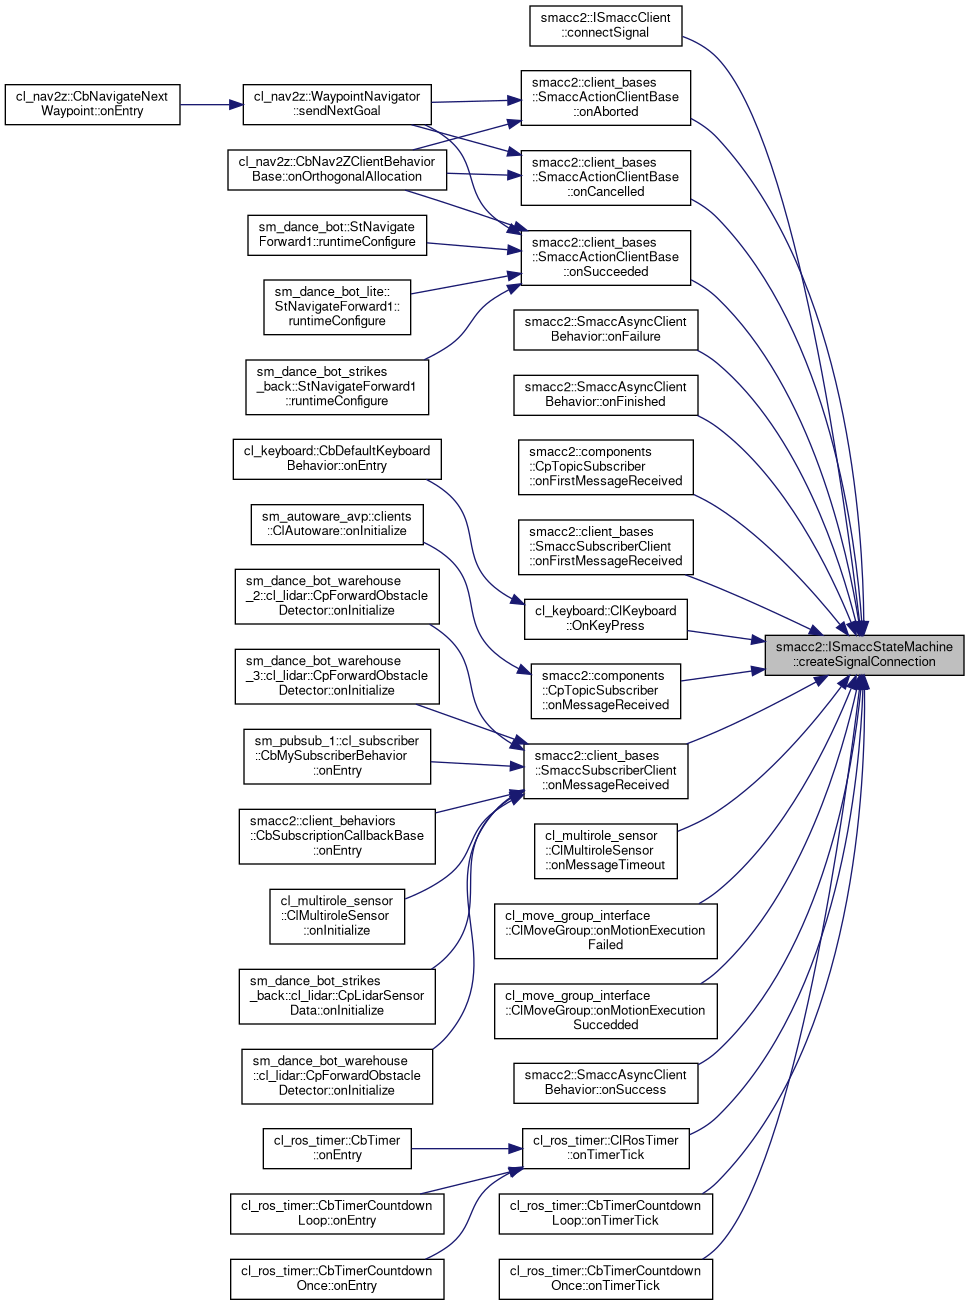 smacc2::ISmaccClient
::connectSignal
smacc2::client_bases
::SmaccActionClientBase
::onAborted
cl_nav2z::CbNavigateNext
Waypoint::onEntry
cl_nav2z::WaypointNavigator
::sendNextGoal
cl_nav2z::CbNav2ZClientBehavior
Base::onOrthogonalAllocation
smacc2::client_bases
::SmaccActionClientBase
::onCancelled
sm_dance_bot::StNavigate
Forward1::runtimeConfigure
smacc2::client_bases
::SmaccActionClientBase
::onSucceeded
sm_dance_bot_lite::
StNavigateForward1::
runtimeConfigure
smacc2::SmaccAsyncClient
Behavior::onFailure
sm_dance_bot_strikes
_back::StNavigateForward1
::runtimeConfigure
smacc2::SmaccAsyncClient
Behavior::onFinished
cl_keyboard::CbDefaultKeyboard
Behavior::onEntry
smacc2::components
::CpTopicSubscriber
::onFirstMessageReceived
sm_autoware_avp::clients
::ClAutoware::onInitialize
smacc2::client_bases
::SmaccSubscriberClient
::onFirstMessageReceived
sm_dance_bot_warehouse
_2::cl_lidar::CpForwardObstacle
Detector::onInitialize
cl_keyboard::ClKeyboard
::OnKeyPress
smacc2::ISmaccStateMachine
::createSignalConnection
sm_dance_bot_warehouse
_3::cl_lidar::CpForwardObstacle
Detector::onInitialize
smacc2::components
::CpTopicSubscriber
::onMessageReceived
sm_pubsub_1::cl_subscriber
::CbMySubscriberBehavior
::onEntry
smacc2::client_bases
::SmaccSubscriberClient
::onMessageReceived
smacc2::client_behaviors
::CbSubscriptionCallbackBase
::onEntry
cl_multirole_sensor
::ClMultiroleSensor
::onMessageTimeout
cl_multirole_sensor
::ClMultiroleSensor
::onInitialize
cl_move_group_interface
::ClMoveGroup::onMotionExecution
Failed
sm_dance_bot_strikes
_back::cl_lidar::CpLidarSensor
Data::onInitialize
cl_move_group_interface
::ClMoveGroup::onMotionExecution
Succedded
sm_dance_bot_warehouse
::cl_lidar::CpForwardObstacle
Detector::onInitialize
smacc2::SmaccAsyncClient
Behavior::onSuccess
cl_ros_timer::CbTimer
::onEntry
cl_ros_timer::ClRosTimer
::onTimerTick
cl_ros_timer::CbTimerCountdown
Loop::onEntry
cl_ros_timer::CbTimerCountdown
Loop::onTimerTick
cl_ros_timer::CbTimerCountdown
Once::onEntry
cl_ros_timer::CbTimerCountdown
Once::onTimerTick